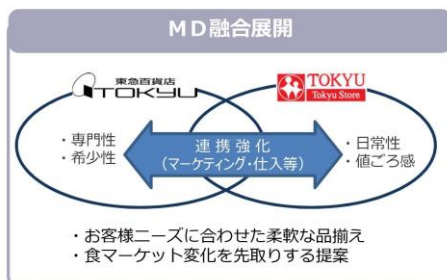 MD融合展開
東急百貨店
TOKYU
TOKYU
Tokyu Store
・専門性
・希少性
連携強化
(マーケティング・仕入等)
・日常性
・値ごろ感
・お客様ニーズに合わせた柔軟な品揃え
・食マーケット変化を先取りする提案